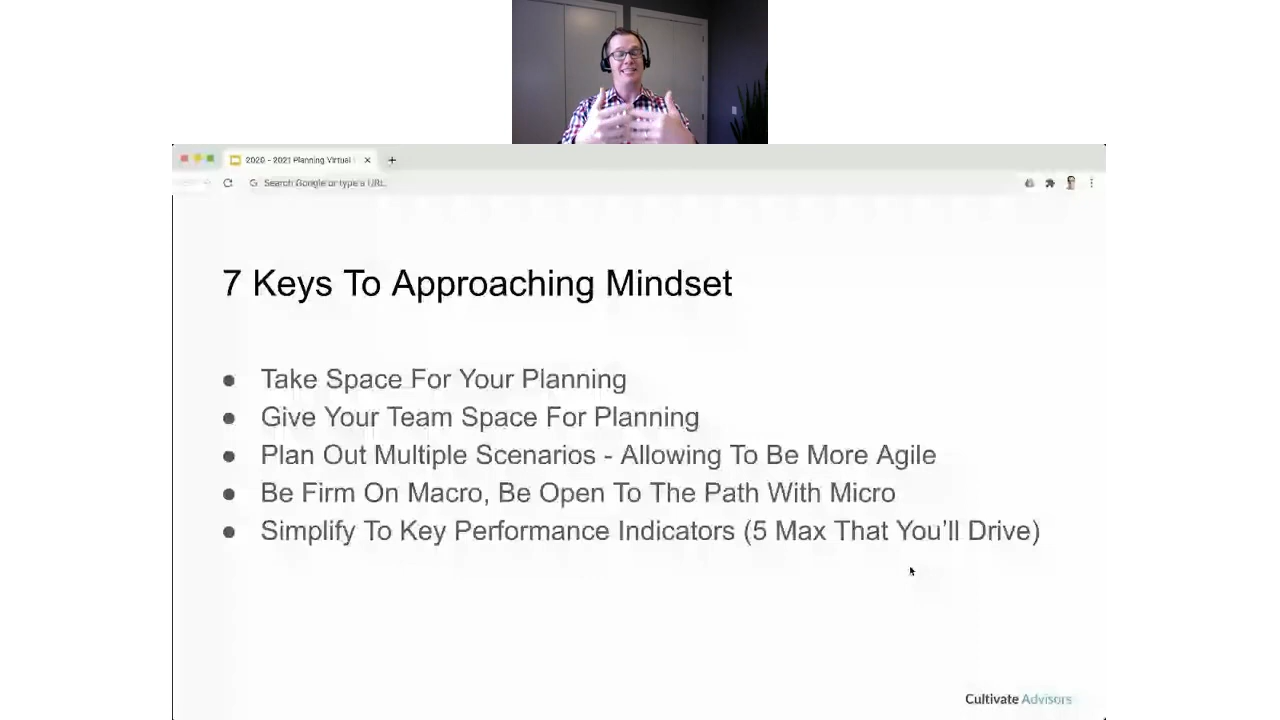 2020 - 2021 Planning Virtual
Search Google or type a URL
7 Keys To Approaching Mindset
● Take Space For Your Planning
● Give Your Team Space For Planning
● Plan Out Multiple Scenarios - Allowing To Be More Agile
● Be Firm On Macro, Be Open To The Path With Micro
● Simplify To Key Performance Indicators (5 Max That You'll Drive)
Cultivate Advisors